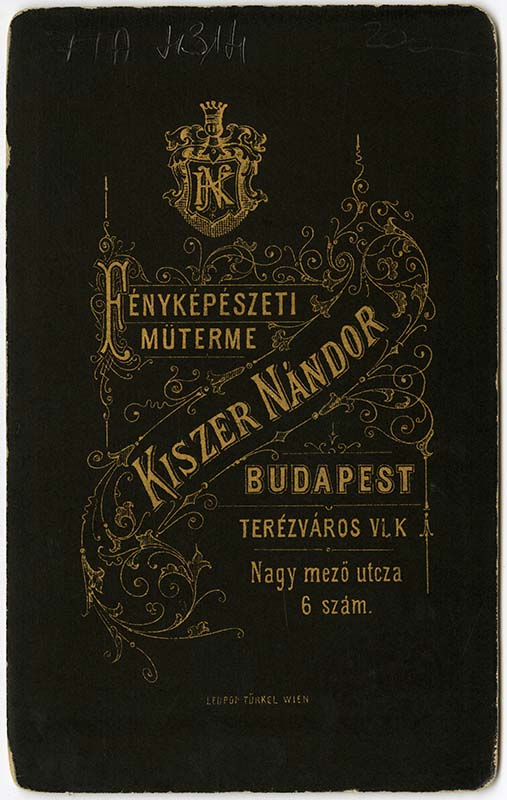 FÉNYKÉPÉSZETI
MÜTERME
KISZER NÁNDOR
BUDAPEST
TERÉZVÁROS VI. K
Nagy mező utcza
6 szám.
LEOPOLD TÜRKEL WIEN